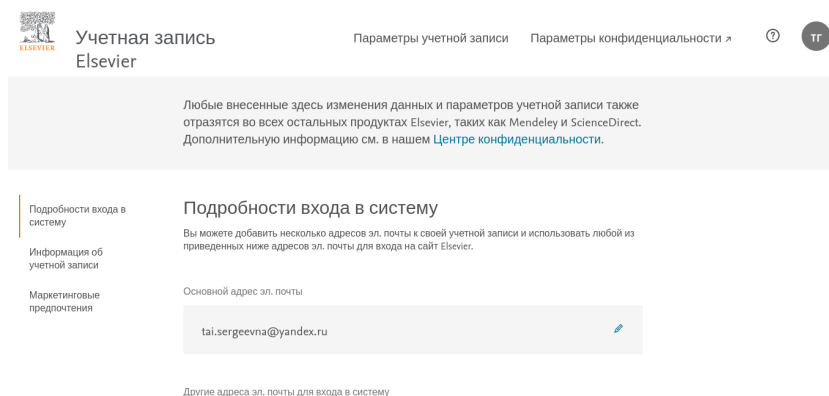 ELSEVIER
Учетная запись
Elsevier
Параметры учетной записи
Параметры конфиденциальности ↗
?
ТГ
Любые внесенные здесь изменения данных и параметров учетной записи также
отразятся во всех остальных продуктах Elsevier, таких как Mendeley и ScienceDirect.
Дополнительную информацию см. в нашем Центре конфиденциальности.
Подробности входа в
систему
Информация об
учетной записи
Маркетинговые
предпочтения
Подробности входа в систему
Вы можете добавить несколько адресов эл. почты к своей учетной записи и использовать любой из
приведенных ниже адресов эл. почты для входа на сайт Elsevier.
Основной адрес эл. почты
tai.sergeevna@yandex.ru
Другие адреса эл. почты для входа в систему